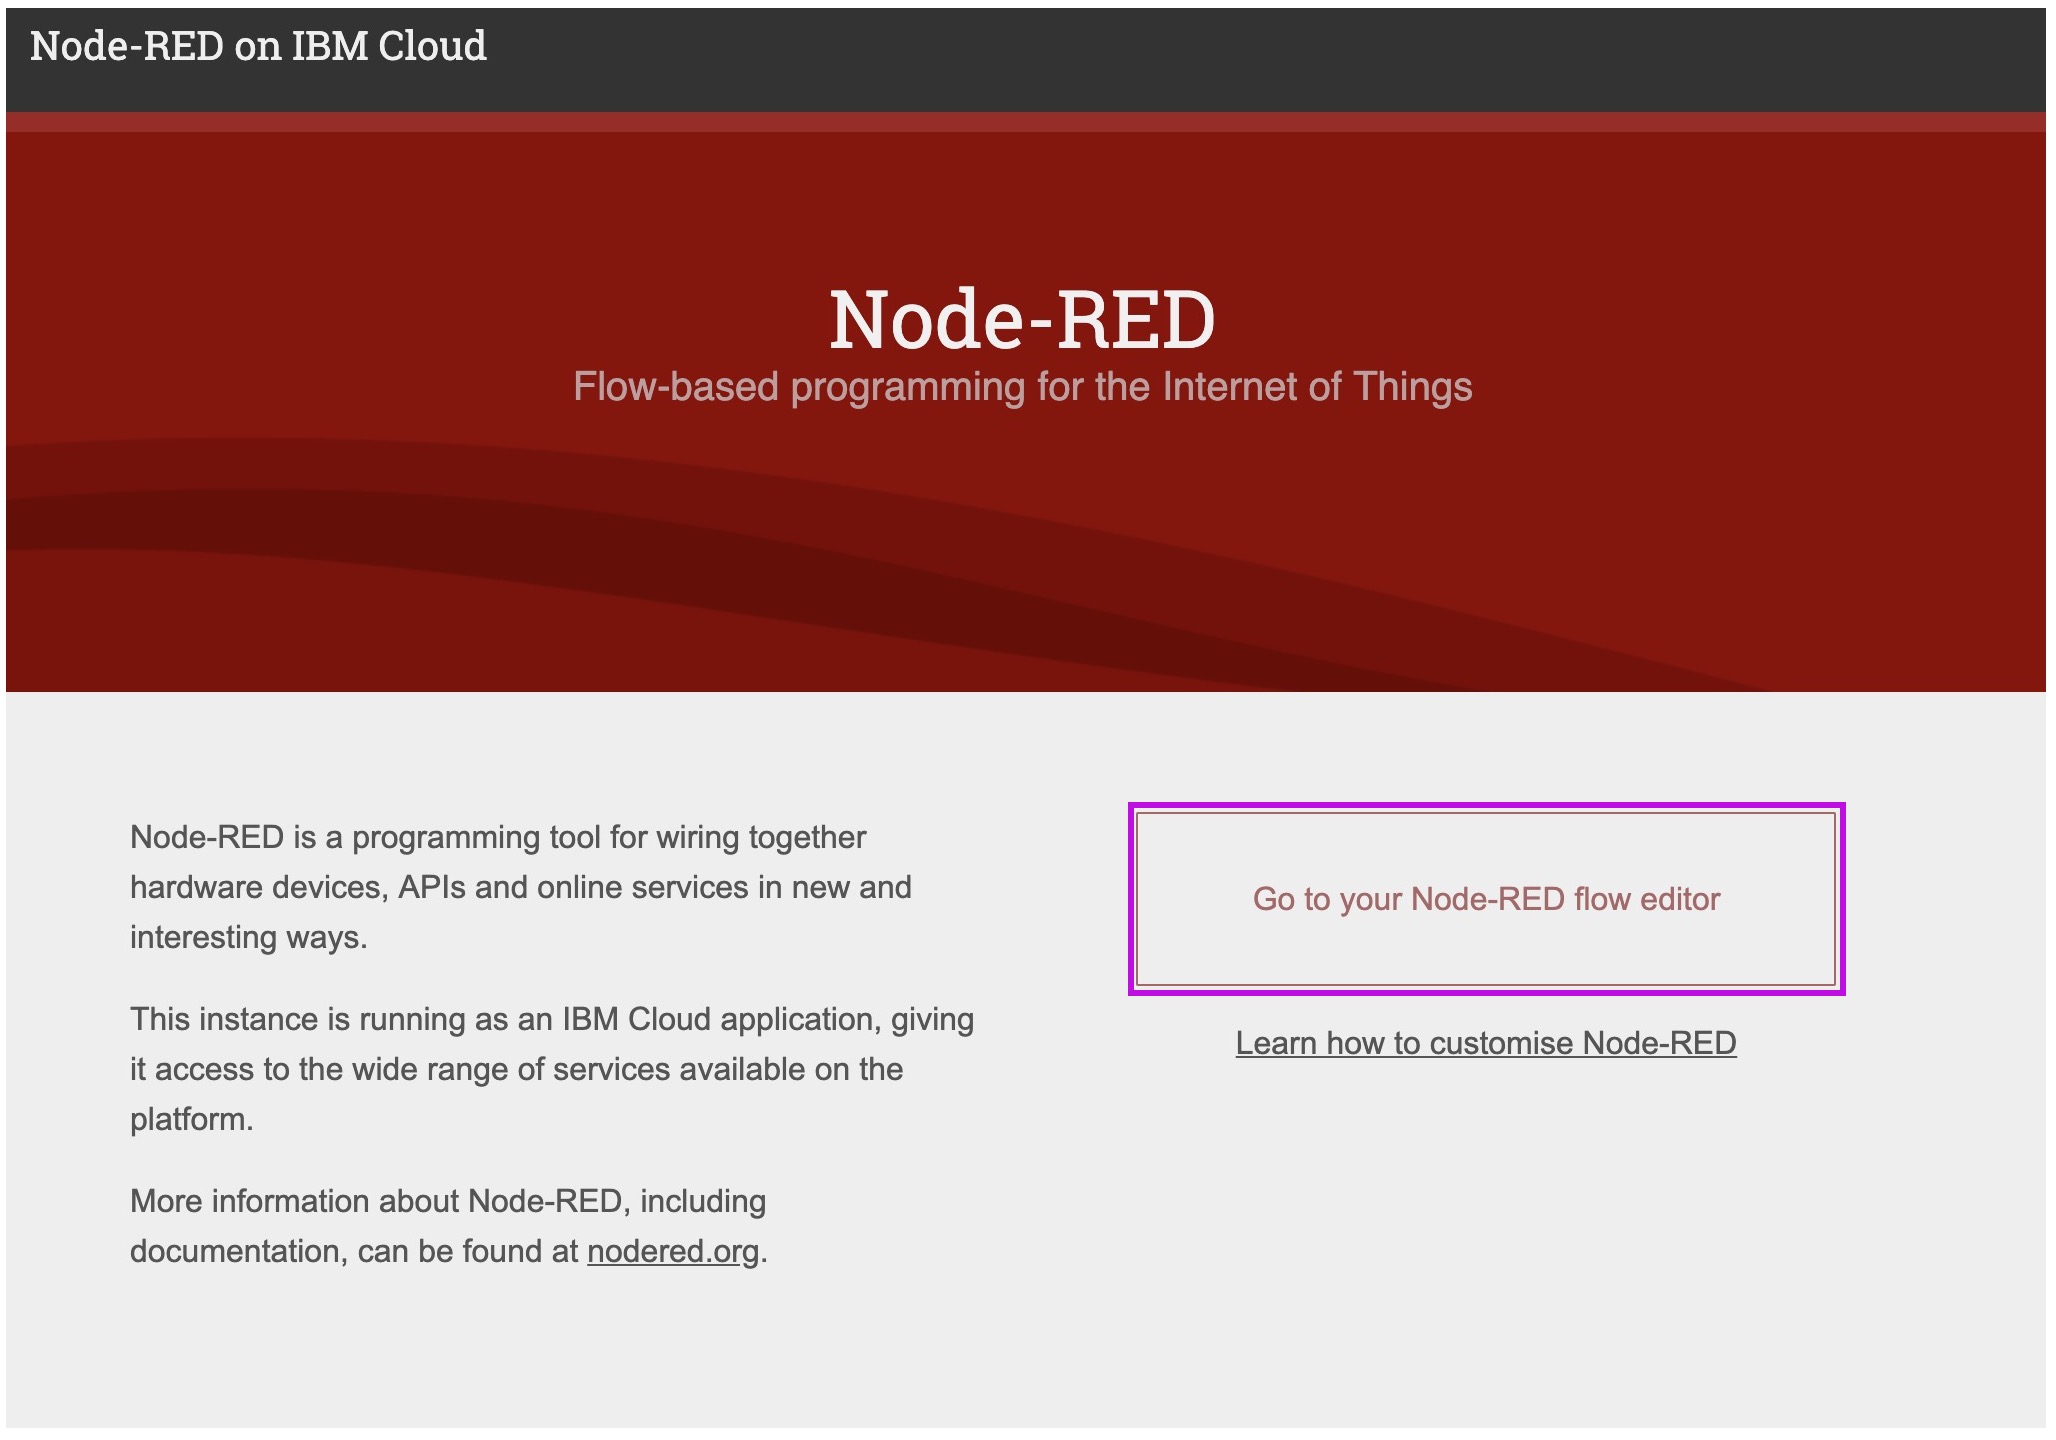 Node-RED on IBM Cloud
Node-RED
Flow-based programming for the Internet of Things
Node-RED is a programming tool for wiring together
hardware devices, APIs and online services in new and
interesting ways.
This instance is running as an IBM Cloud application, giving
it access to the wide range of services available on the
platform.
More information about Node-RED, including
documentation, can be found at nodered.org.
Go to your Node-RED flow editor
Learn how to customise Node-RED